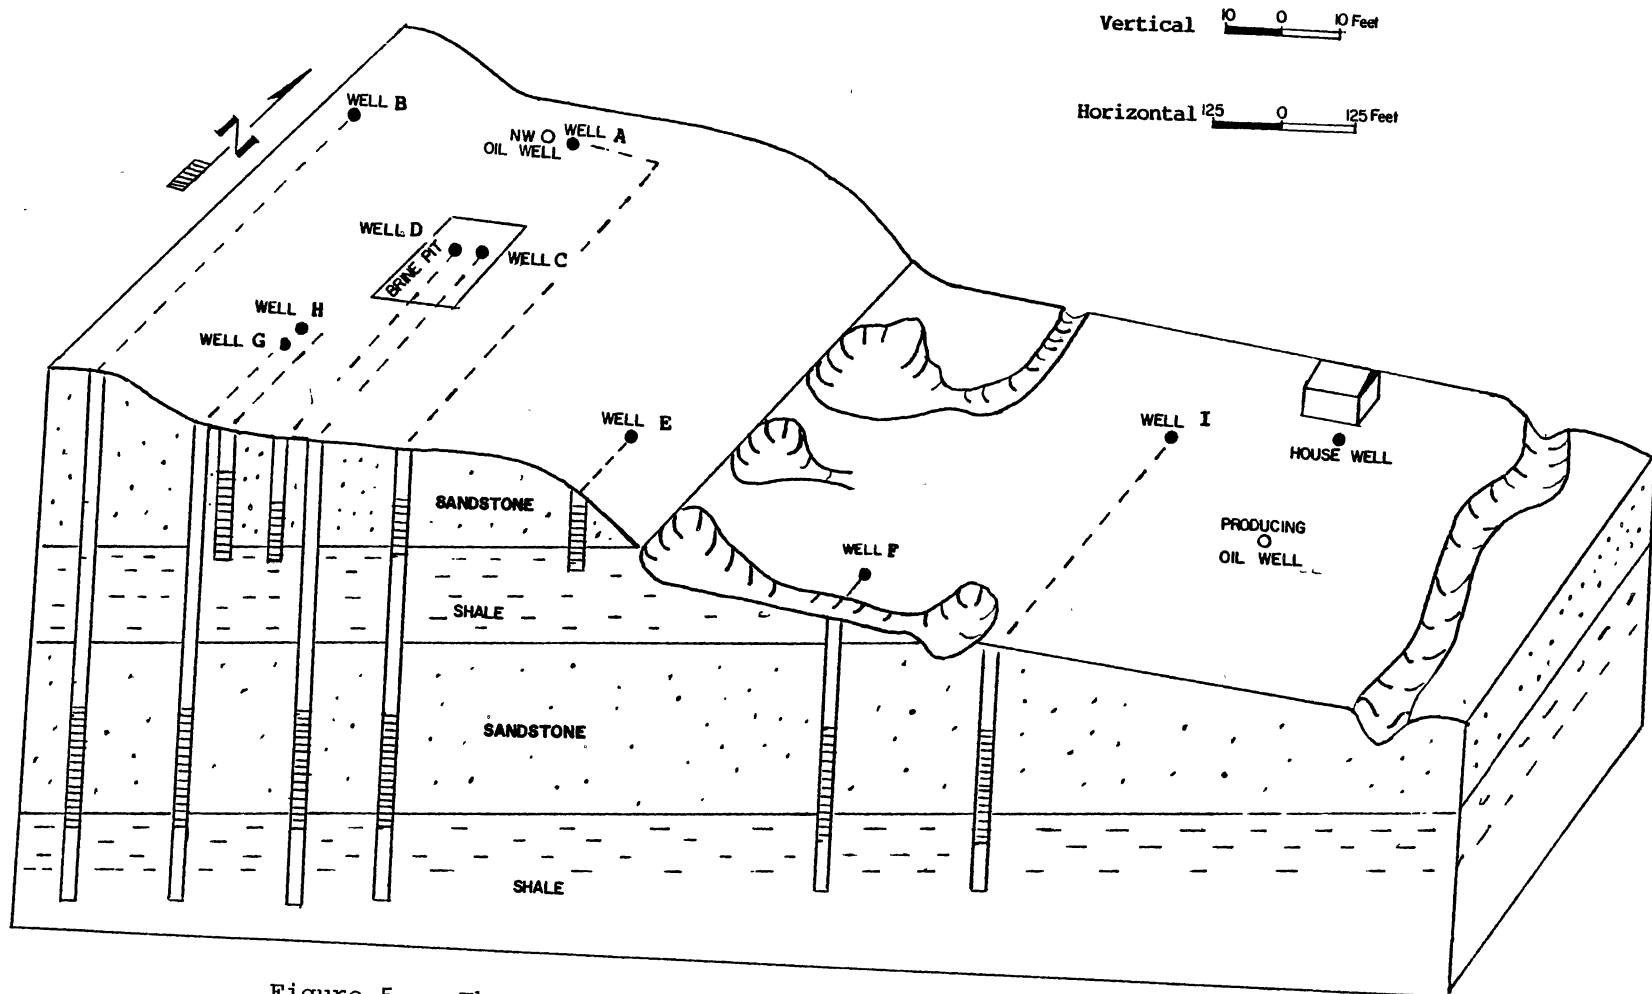 Vertical 10 0 10 Feet
Horizontal 125 0 125 Feet
N
WELL B
NW
OIL WELL
WELL A
WELL D
BRINE PIT
WELL C
WELL H
WELL G
WELL E
WELL I
HOUSE WELL
SANDSTONE
PRODUCING
OIL WELL
WELL F
SHALE
SANDSTONE
SHALE
Figure 5